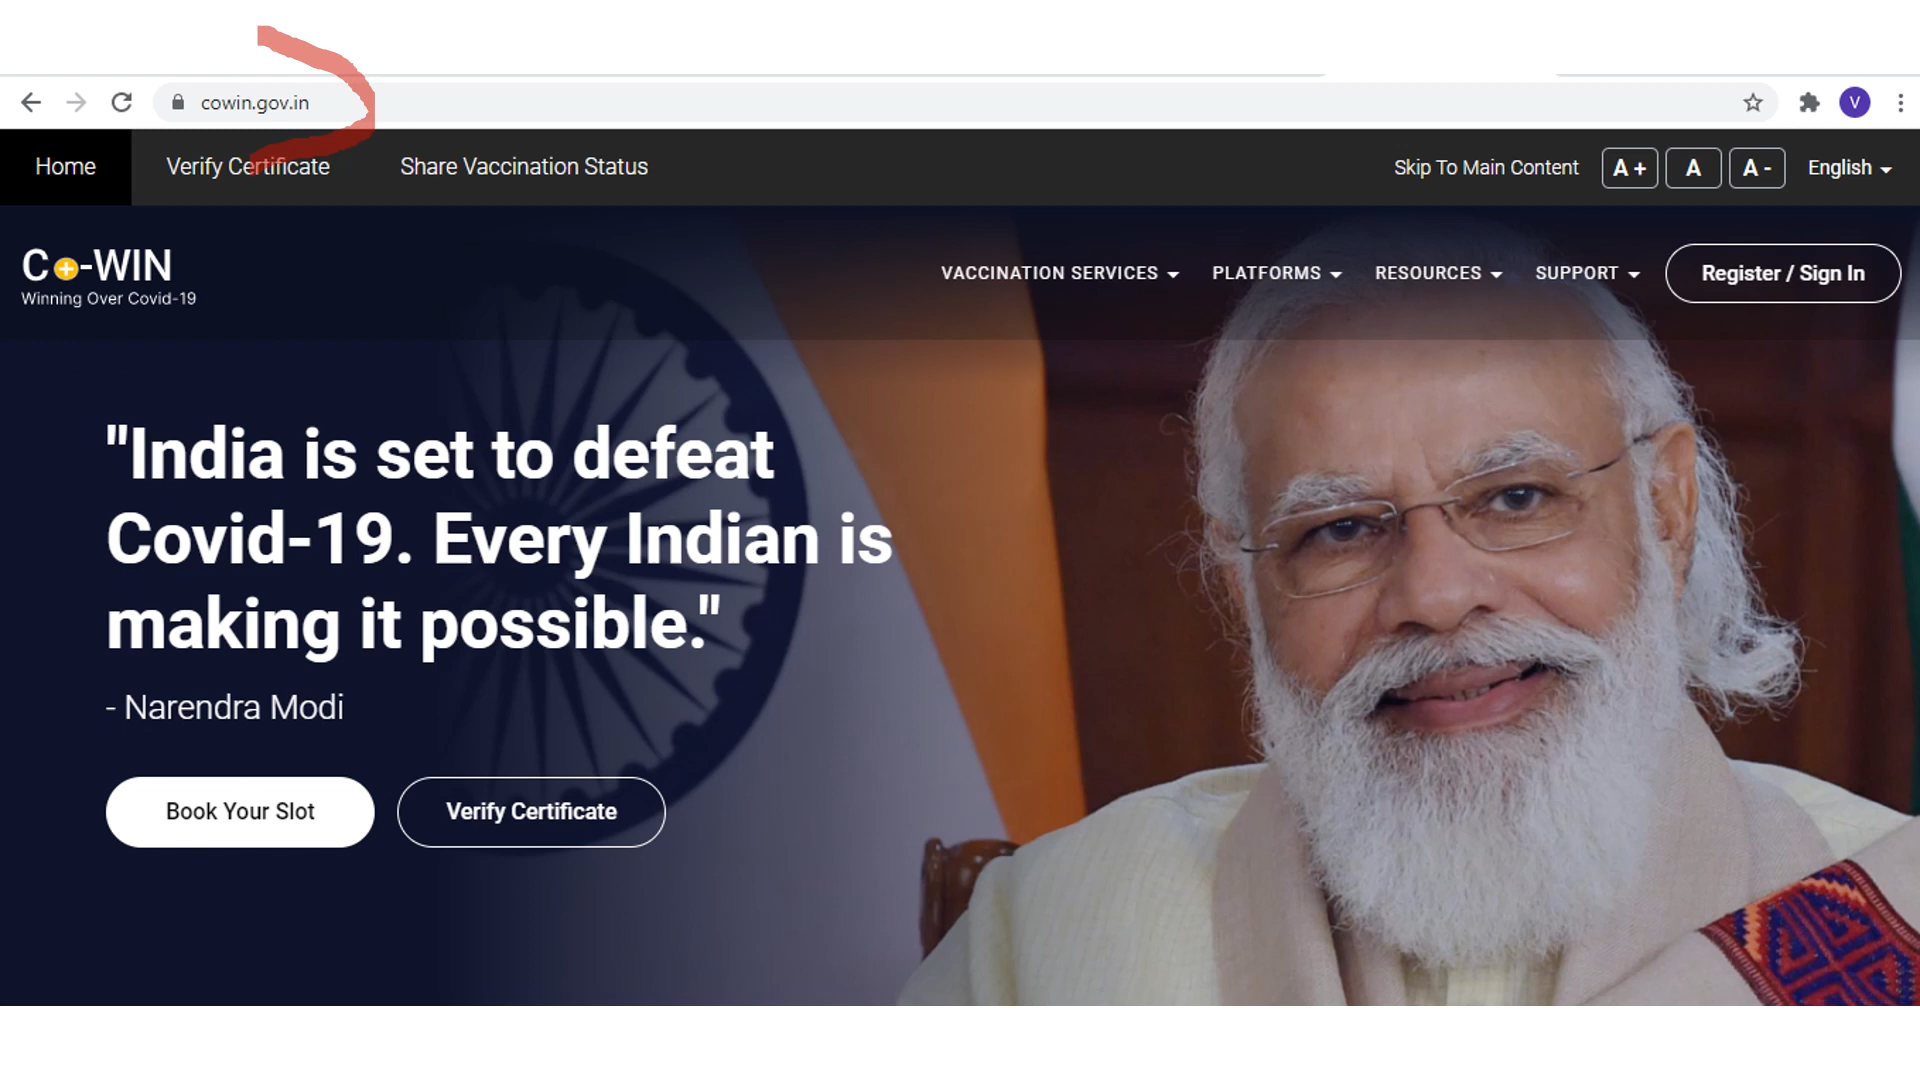 cowin.gov.in
V
Home Verify Certificate Share Vaccination Status Skip To Main Content A+ A A- English
Co-WIN
Winning Over Covid-19
VACCINATION SERVICES PLATFORMS RESOURCES SUPPORT Register / Sign In
"India is set to defeat
Covid-19. Every Indian is
making it possible."
- Narendra Modi
Book Your Slot Verify Certificate